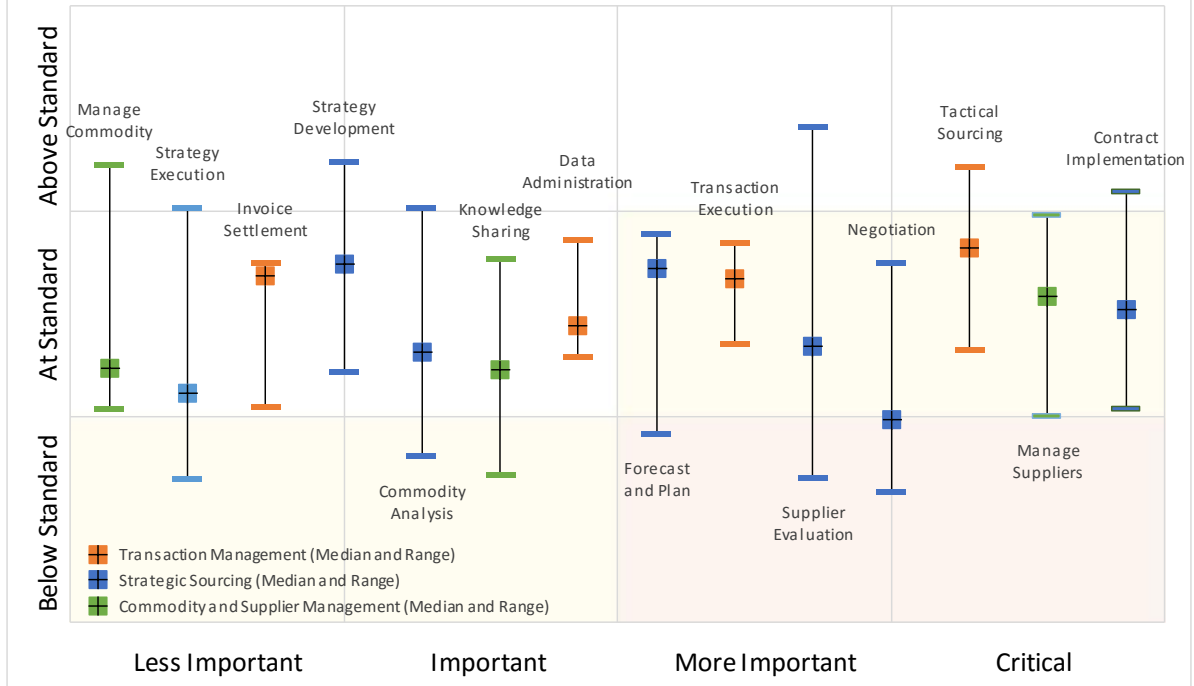 Above Standard
At Standard
Below Standard
Manage
Commodity
Strategy
Execution
Invoice
Settlement
Strategy
Development
Commodity
Analysis
Knowledge
Sharing
Data
Administration
Forecast
and Plan
Transaction
Execution
Supplier
Evaluation
Negotiation
Tactical
Sourcing
Manage
Suppliers
Contract
Implementation
Transaction Management (Median and Range)
Strategic Sourcing (Median and Range)
Commodity and Supplier Management (Median and Range)
Less Important
Important
More Important
Critical